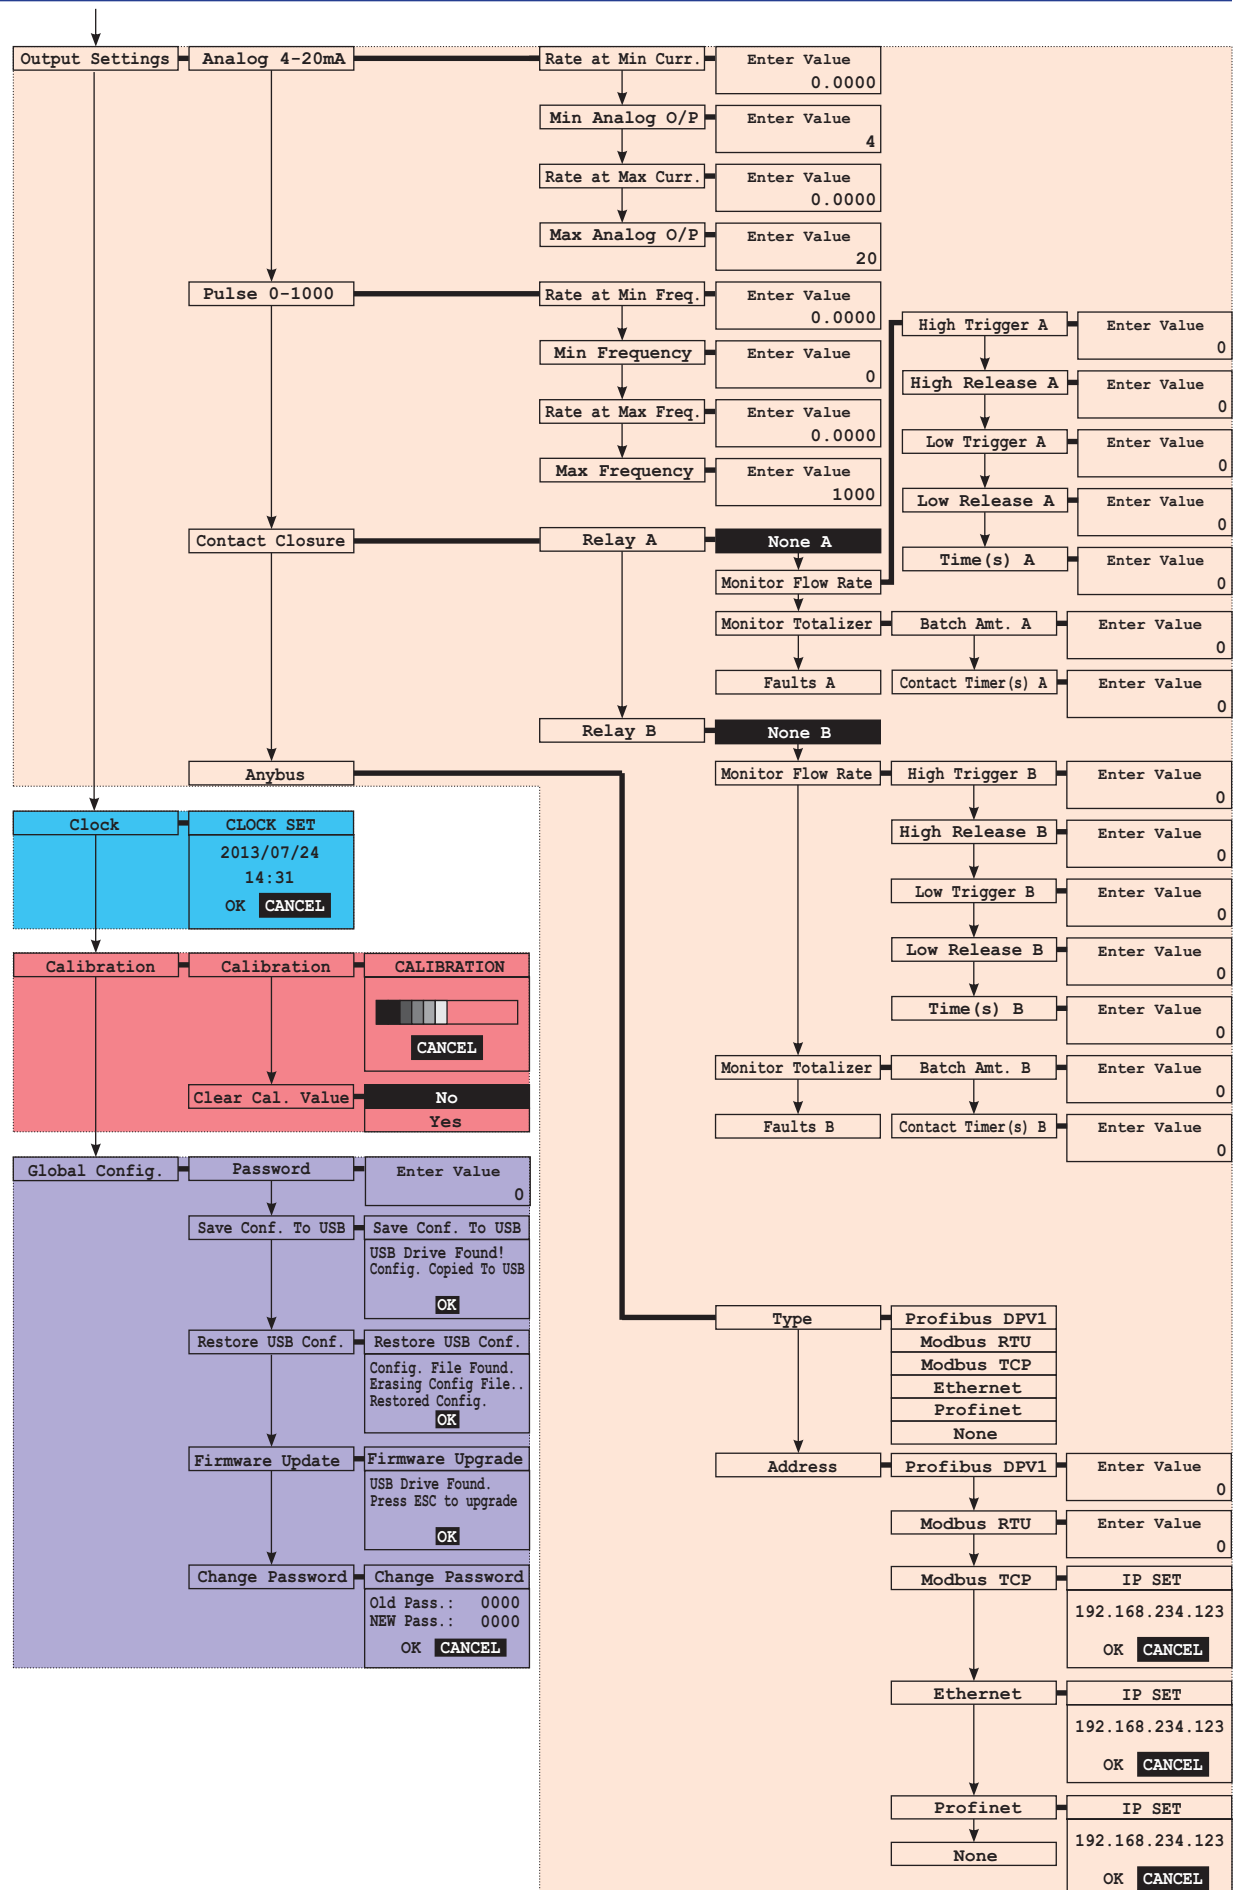 Output Settings
Analog 4-20mA
Rate at Min Curr.
Enter Value
0.0000
Min Analog O/P
Enter Value
4
Rate at Max Curr.
Enter Value
0.0000
Max Analog O/P
Enter Value
20
Pulse 0-1000
Rate at Min Freq.
Enter Value
0.0000
Min Frequency
Enter Value
0
Rate at Max Freq.
Enter Value
0.0000
Max Frequency
Enter Value
1000
Contact Closure
Relay A
None A
Monitor Flow Rate
High Trigger A
Enter Value
0
High Release A
Enter Value
0
Low Trigger A
Enter Value
0
Low Release A
Enter Value
0
Time(s) A
Enter Value
0
Monitor Totalizer
Batch Amt. A
Enter Value
0
Contact Timer(s) A
Enter Value
0
Faults A
Relay B
None B
Monitor Flow Rate
High Trigger B
Enter Value
0
High Release B
Enter Value
0
Low Trigger B
Enter Value
0
Low Release B
Enter Value
0
Time(s) B
Enter Value
0
Monitor Totalizer
Batch Amt. B
Enter Value
0
Contact Timer(s) B
Enter Value
0
Faults B
Anybus
Type
Profibus DPV1
Modbus RTU
Modbus TCP
Ethernet
Profinet
None
Address
Profibus DPV1
Enter Value
0
Modbus RTU
Enter Value
0
Modbus TCP
IP SET
192.168.234.123
OK CANCEL
Ethernet
IP SET
192.168.234.123
OK CANCEL
Profinet
IP SET
192.168.234.123
OK CANCEL
None
Clock
CLOCK SET
2013/07/24
14:31
OK CANCEL
Calibration
Calibration
CALIBRATION
CANCEL
Clear Cal. Value
No
Yes
Global Config.
Password
Enter Value
0
Save Conf. To USB
Save Conf. To USB
USB Drive Found!
Config. Copied To USB
OK
Restore USB Conf.
Restore USB Conf.
Config. File Found.
Erasing Config File..
Restored Config.
OK
Firmware Update
Firmware Upgrade
USB Drive Found.
Press ESC to upgrade
OK
Change Password
Change Password
Old Pass.: 0000
NEW Pass.: 0000
OK CANCEL